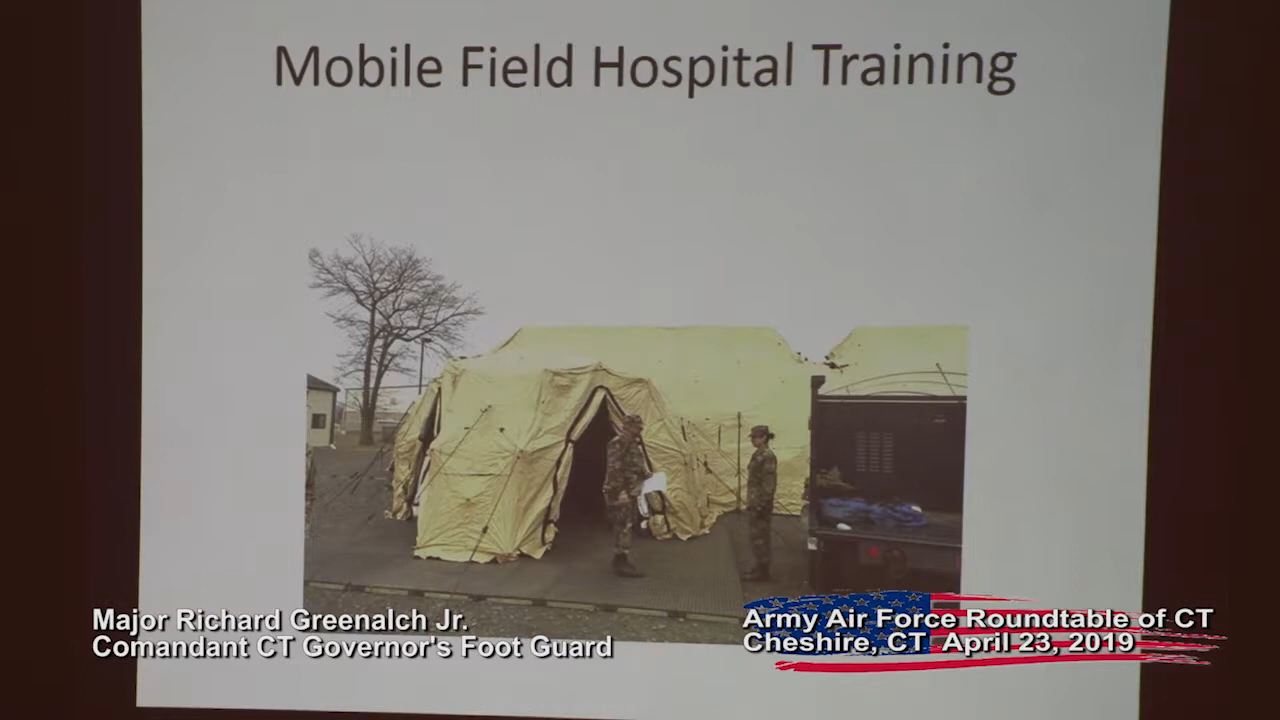 Mobile Field Hospital Training
Major Richard Greenalch Jr.
Comandant CT Governor's Foot Guard
Army Air Force Roundtable of CT
Cheshire, CT April 23, 2019